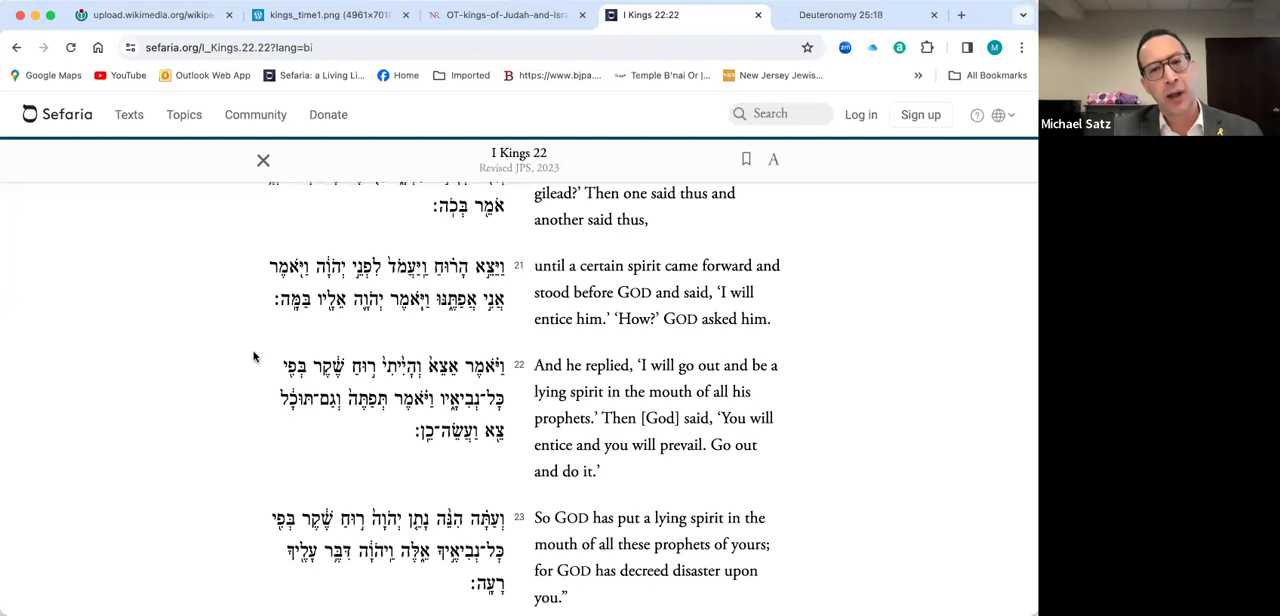 upload.wikimedia.org/wikipe
kings_time1.png (4961×701
OT-kings-of-Judah-and-Isra
I Kings 22:22
Deuteronomy 25:18
sefaria.org/I_Kings.22.22?lang=bi
Google Maps
YouTube
Outlook Web App
Sefaria: a Living Li...
Home
Imported
https://www.bjpa....
Temple B'nai Or |...
New Jersey Jewis...
All Bookmarks
Sefaria
Texts
Topics
Community
Donate
Search
Log in
Sign up
I Kings 22
Revised JPS, 2023
A
gilead?' Then one said thus and
another said thus,
אֹמֵ֖ר בְּכֹֽה׃
וַיֵּצֵ֣א הָר֗וּחַ וַֽיַּעֲמֹד֙ לִפְנֵ֣י יְהֹוָ֔ה וַיֹּ֖אמֶר
אֲנִ֣י אֲפַתֶּ֑נּוּ וַיֹּ֧אמֶר יְהֹוָ֛ה אֵלָ֖יו בַּמָּֽה׃
21
until a certain spirit came forward and
stood before GOD and said, 'I will
entice him.' 'How?' GOD asked him.
וַיֹּ֗אמֶר אֵצֵא֙ וְהָיִ֙יתִי֙ ר֣וּחַ שֶׁ֔קֶר בְּפִ֖י
כׇּל־נְבִיאָ֑יו וַיֹּ֗אמֶר תְּפַתֶּה֙ וְגַם־תּוּכָ֔ל
צֵ֖א וַעֲשֵׂה־כֵֽן׃
22
And he replied, 'I will go out and be a
lying spirit in the mouth of all his
prophets.' Then [God] said, 'You will
entice and you will prevail. Go out
and do it.'
וְעַתָּ֗ה הִנֵּ֨ה נָתַ֤ן יְהֹוָה֙ ר֣וּחַ שֶׁ֔קֶר בְּפִ֖י
כׇּל־נְבִיאֶ֣יךָ אֵ֑לֶּה וַֽיהֹוָ֔ה דִּבֶּ֥ר עָלֶ֖יךָ
רָעָֽה׃
23
So GOD has put a lying spirit in the
mouth of all these prophets of yours;
for GOD has decreed disaster upon
you."
Michael Satz